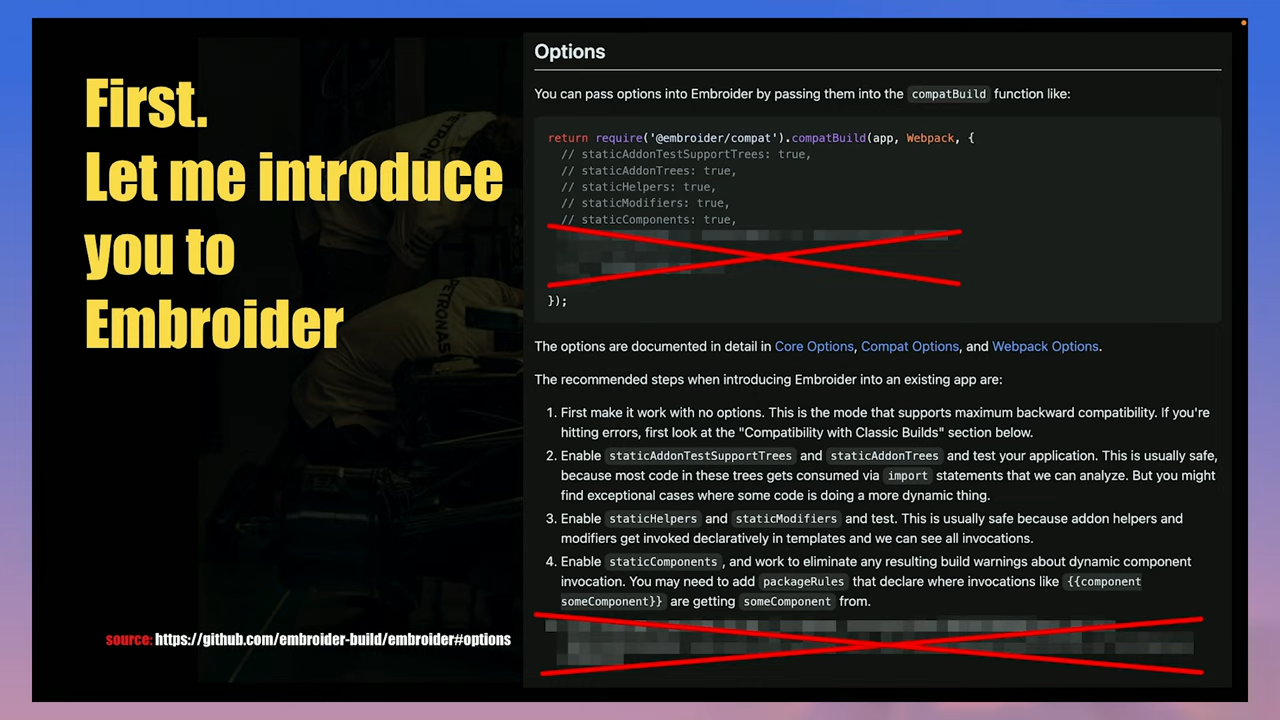 First.
Let me introduce
you to
Embroider
source: https://github.com/embroider-build/embroider#options
PETRONAS
Options
You can pass options into Embroider by passing them into the compatBuild function like:
return require('@embroider/compat').compatBuild(app, Webpack, {
// staticAddonTestSupportTrees: true,
// staticAddonTrees: true,
// staticHelpers: true,
// staticModifiers: true,
// staticComponents: true,
});
The options are documented in detail in Core Options, Compat Options, and Webpack Options.
The recommended steps when introducing Embroider into an existing app are:
1. First make it work with no options. This is the mode that supports maximum backward compatibility. If you're
hitting errors, first look at the "Compatibility with Classic Builds" section below.
2. Enable staticAddonTestSupportTrees and staticAddonTrees and test your application. This is usually safe,
because most code in these trees gets consumed via import statements that we can analyze. But you might
find exceptional cases where some code is doing a more dynamic thing.
3. Enable staticHelpers and staticModifiers and test. This is usually safe because addon helpers and
modifiers get invoked declaratively in templates and we can see all invocations.
4. Enable staticComponents , and work to eliminate any resulting build warnings about dynamic component
invocation. You may need to add packageRules that declare where invocations like {{component
someComponent}} are getting someComponent from.